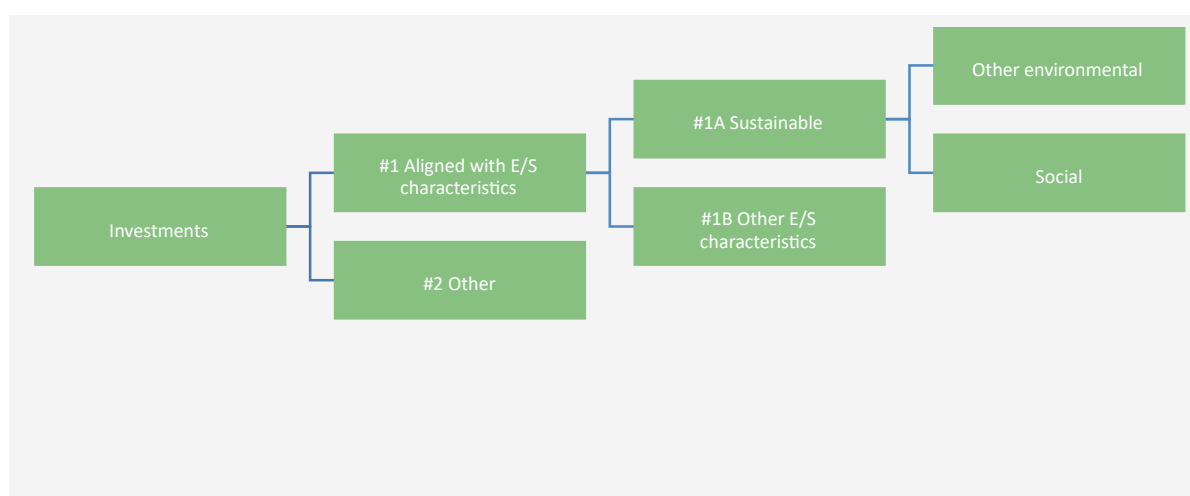 Investments
#1 Aligned with E/S
characteristics
#2 Other
#1A Sustainable
#1B Other E/S
characteristics
Other environmental
Social